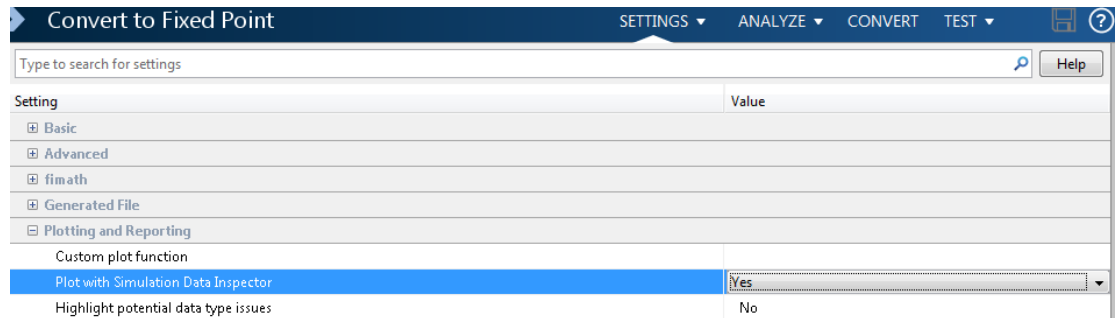 Convert to Fixed Point SETTINGS ▼ ANALYZE ▼ CONVERT TEST ▼ ?
Type to search for settings Help
Setting Value
Basic
Advanced
fimath
Generated File
Plotting and Reporting
Custom plot function
Plot with Simulation Data Inspector Yes
Highlight potential data type issues No